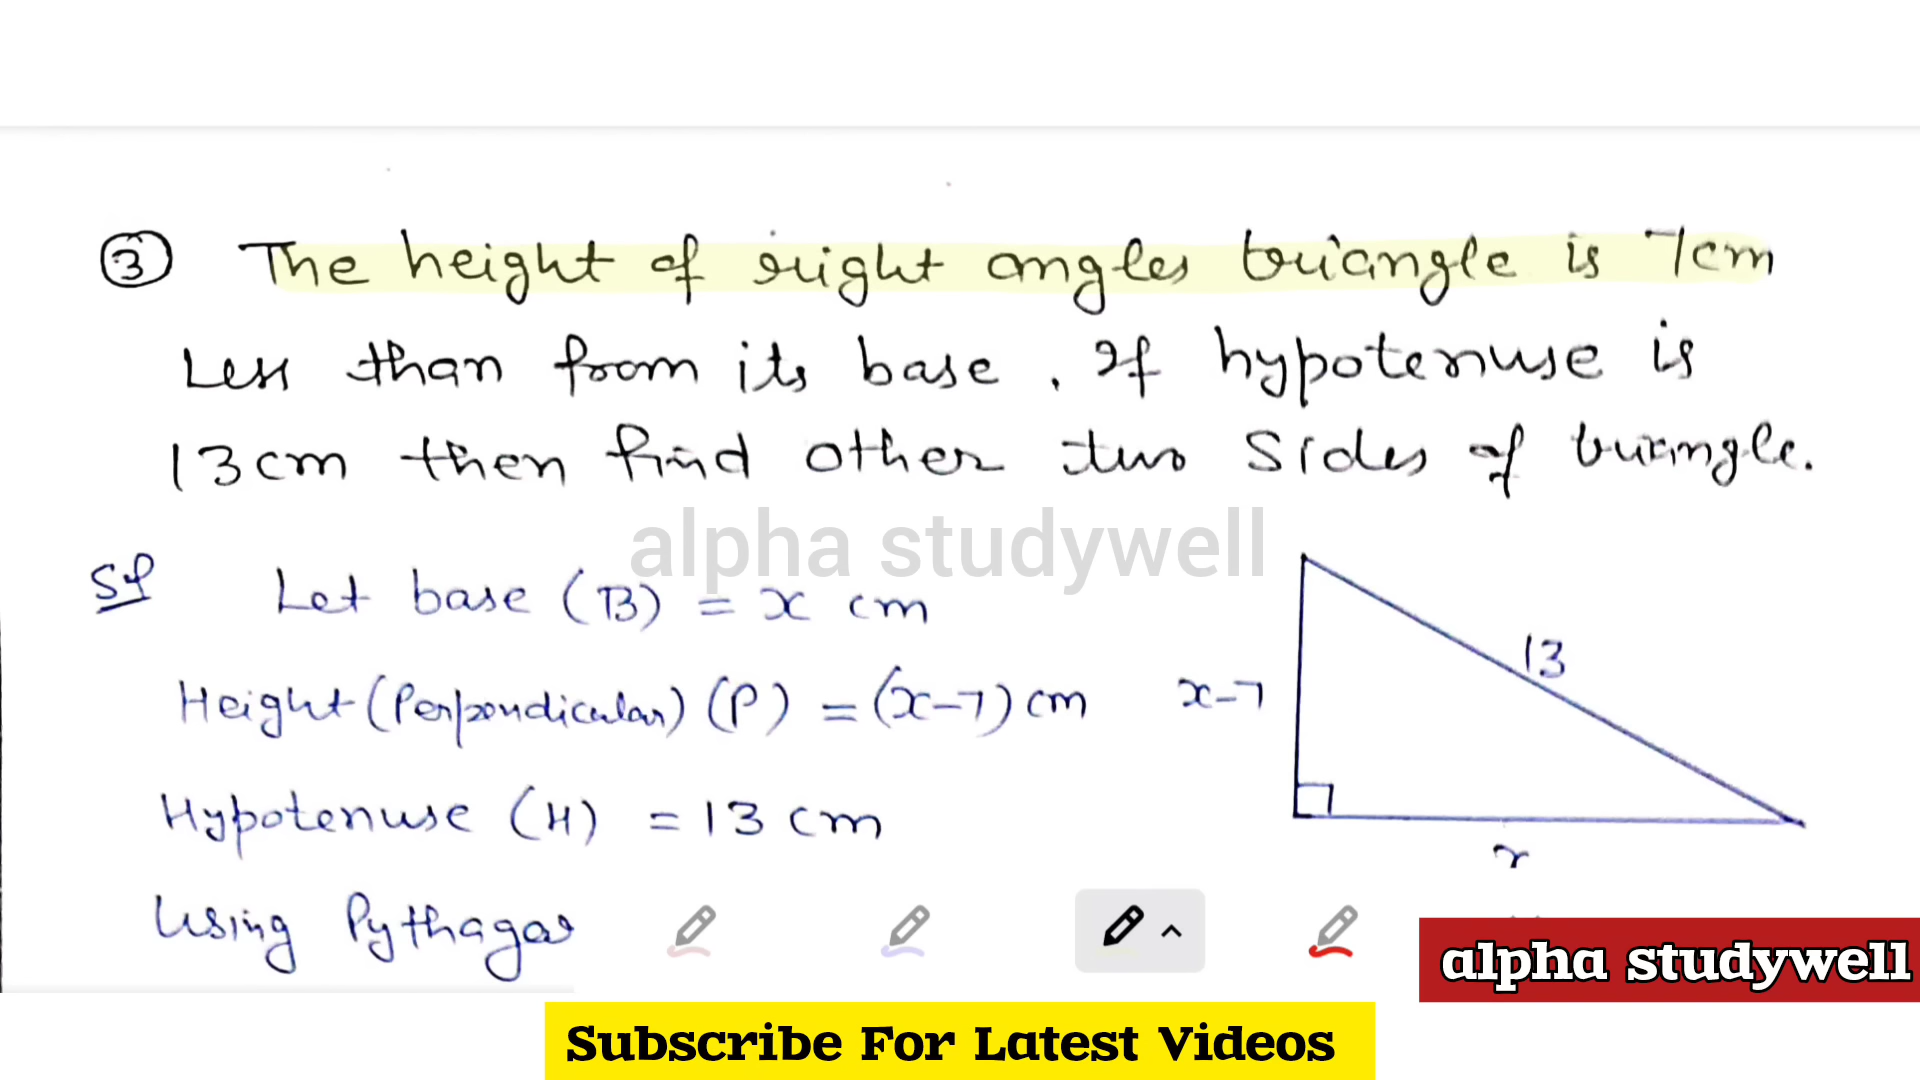 ③ The height of right angles triangle is 7cm
Less than from its base. If hypotenuse is
13cm then find other two Sides of triangle.
alpha studywell
Sol
Let base (B) = x cm
13
Height (Perpendicular) (P) = (x-7) cm
x-7
Hypotenuse (H) = 13 cm
x
Using Pythagor
alpha studywell
Subscribe For Latest Videos